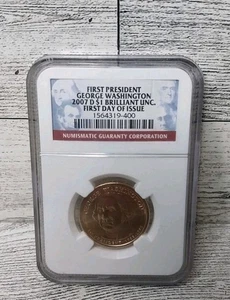 FIRST PRESIDENT
GEORGE WASHINGTON
2007 D $1 BRILLIANT UNC.
FIRST DAY OF ISSUE
1564319-400
NUMISMATIC GUARANTY CORPORATION